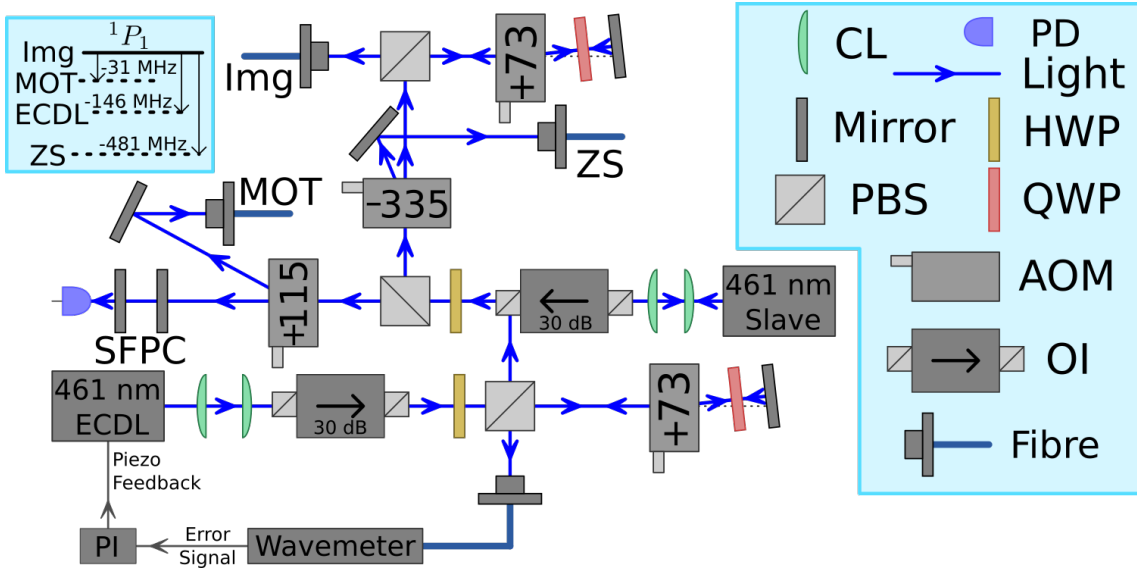 ¹P₁
Img
-31 MHz
MOT
-146 MHz
ECDL
-481 MHz
ZS
Img
+73
ZS
MOT
–335
+115
SFPC
30 dB
461 nm
Slave
461 nm
ECDL
30 dB
+73
Piezo
Feedback
PI
Error
Signal
Wavemeter
CL
PD
Light
Mirror
HWP
PBS
QWP
AOM
OI
Fibre